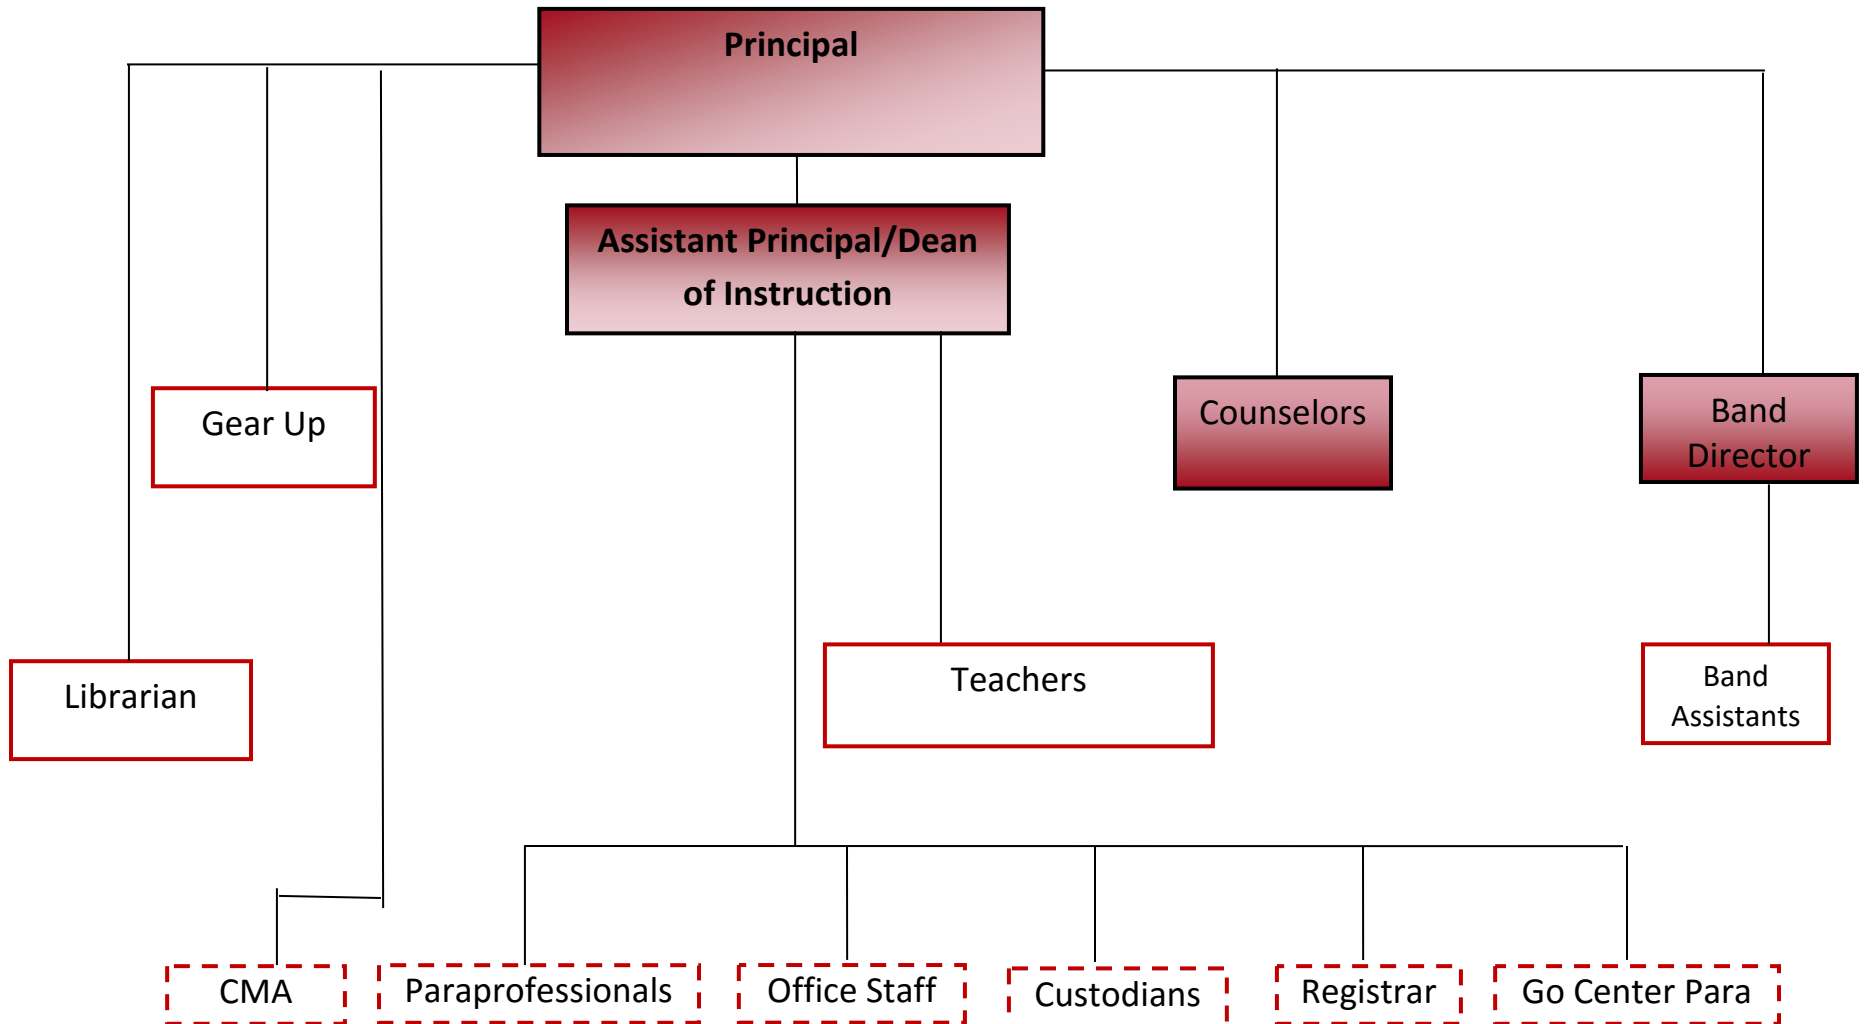 Principal
Assistant Principal/Dean
of Instruction
Gear Up
Counselors
Band
Director
Librarian
Teachers
Band
Assistants
CMA
Paraprofessionals
Office Staff
Custodians
Registrar
Go Center Para